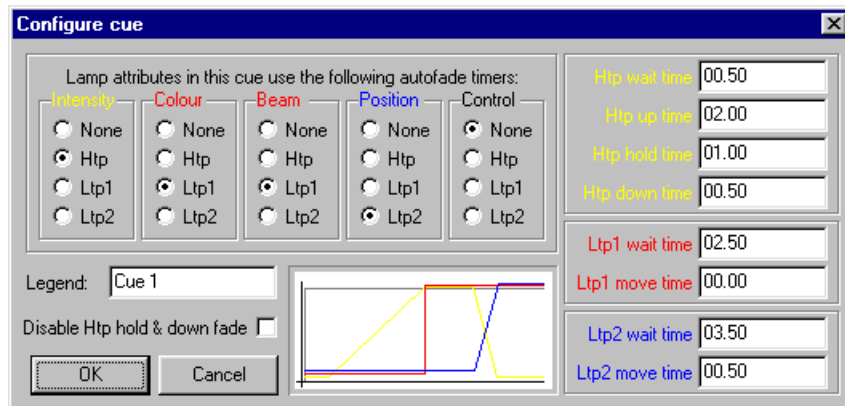 Configure cue
Lamp attributes in this cue use the following autofade timers:
Intensity Colour Beam Position Control
None None None None None
Htp Htp Htp Htp Htp
Ltp1 Ltp1 Ltp1 Ltp1 Ltp1
Ltp2 Ltp2 Ltp2 Ltp2 Ltp2
Legend: Cue 1
Disable Htp hold & down fade
OK Cancel
Htp wait time 00.50
Htp up time 02.00
Htp hold time 01.00
Htp down time 00.50
Ltp1 wait time 02.50
Ltp1 move time 00.00
Ltp2 wait time 03.50
Ltp2 move time 00.50